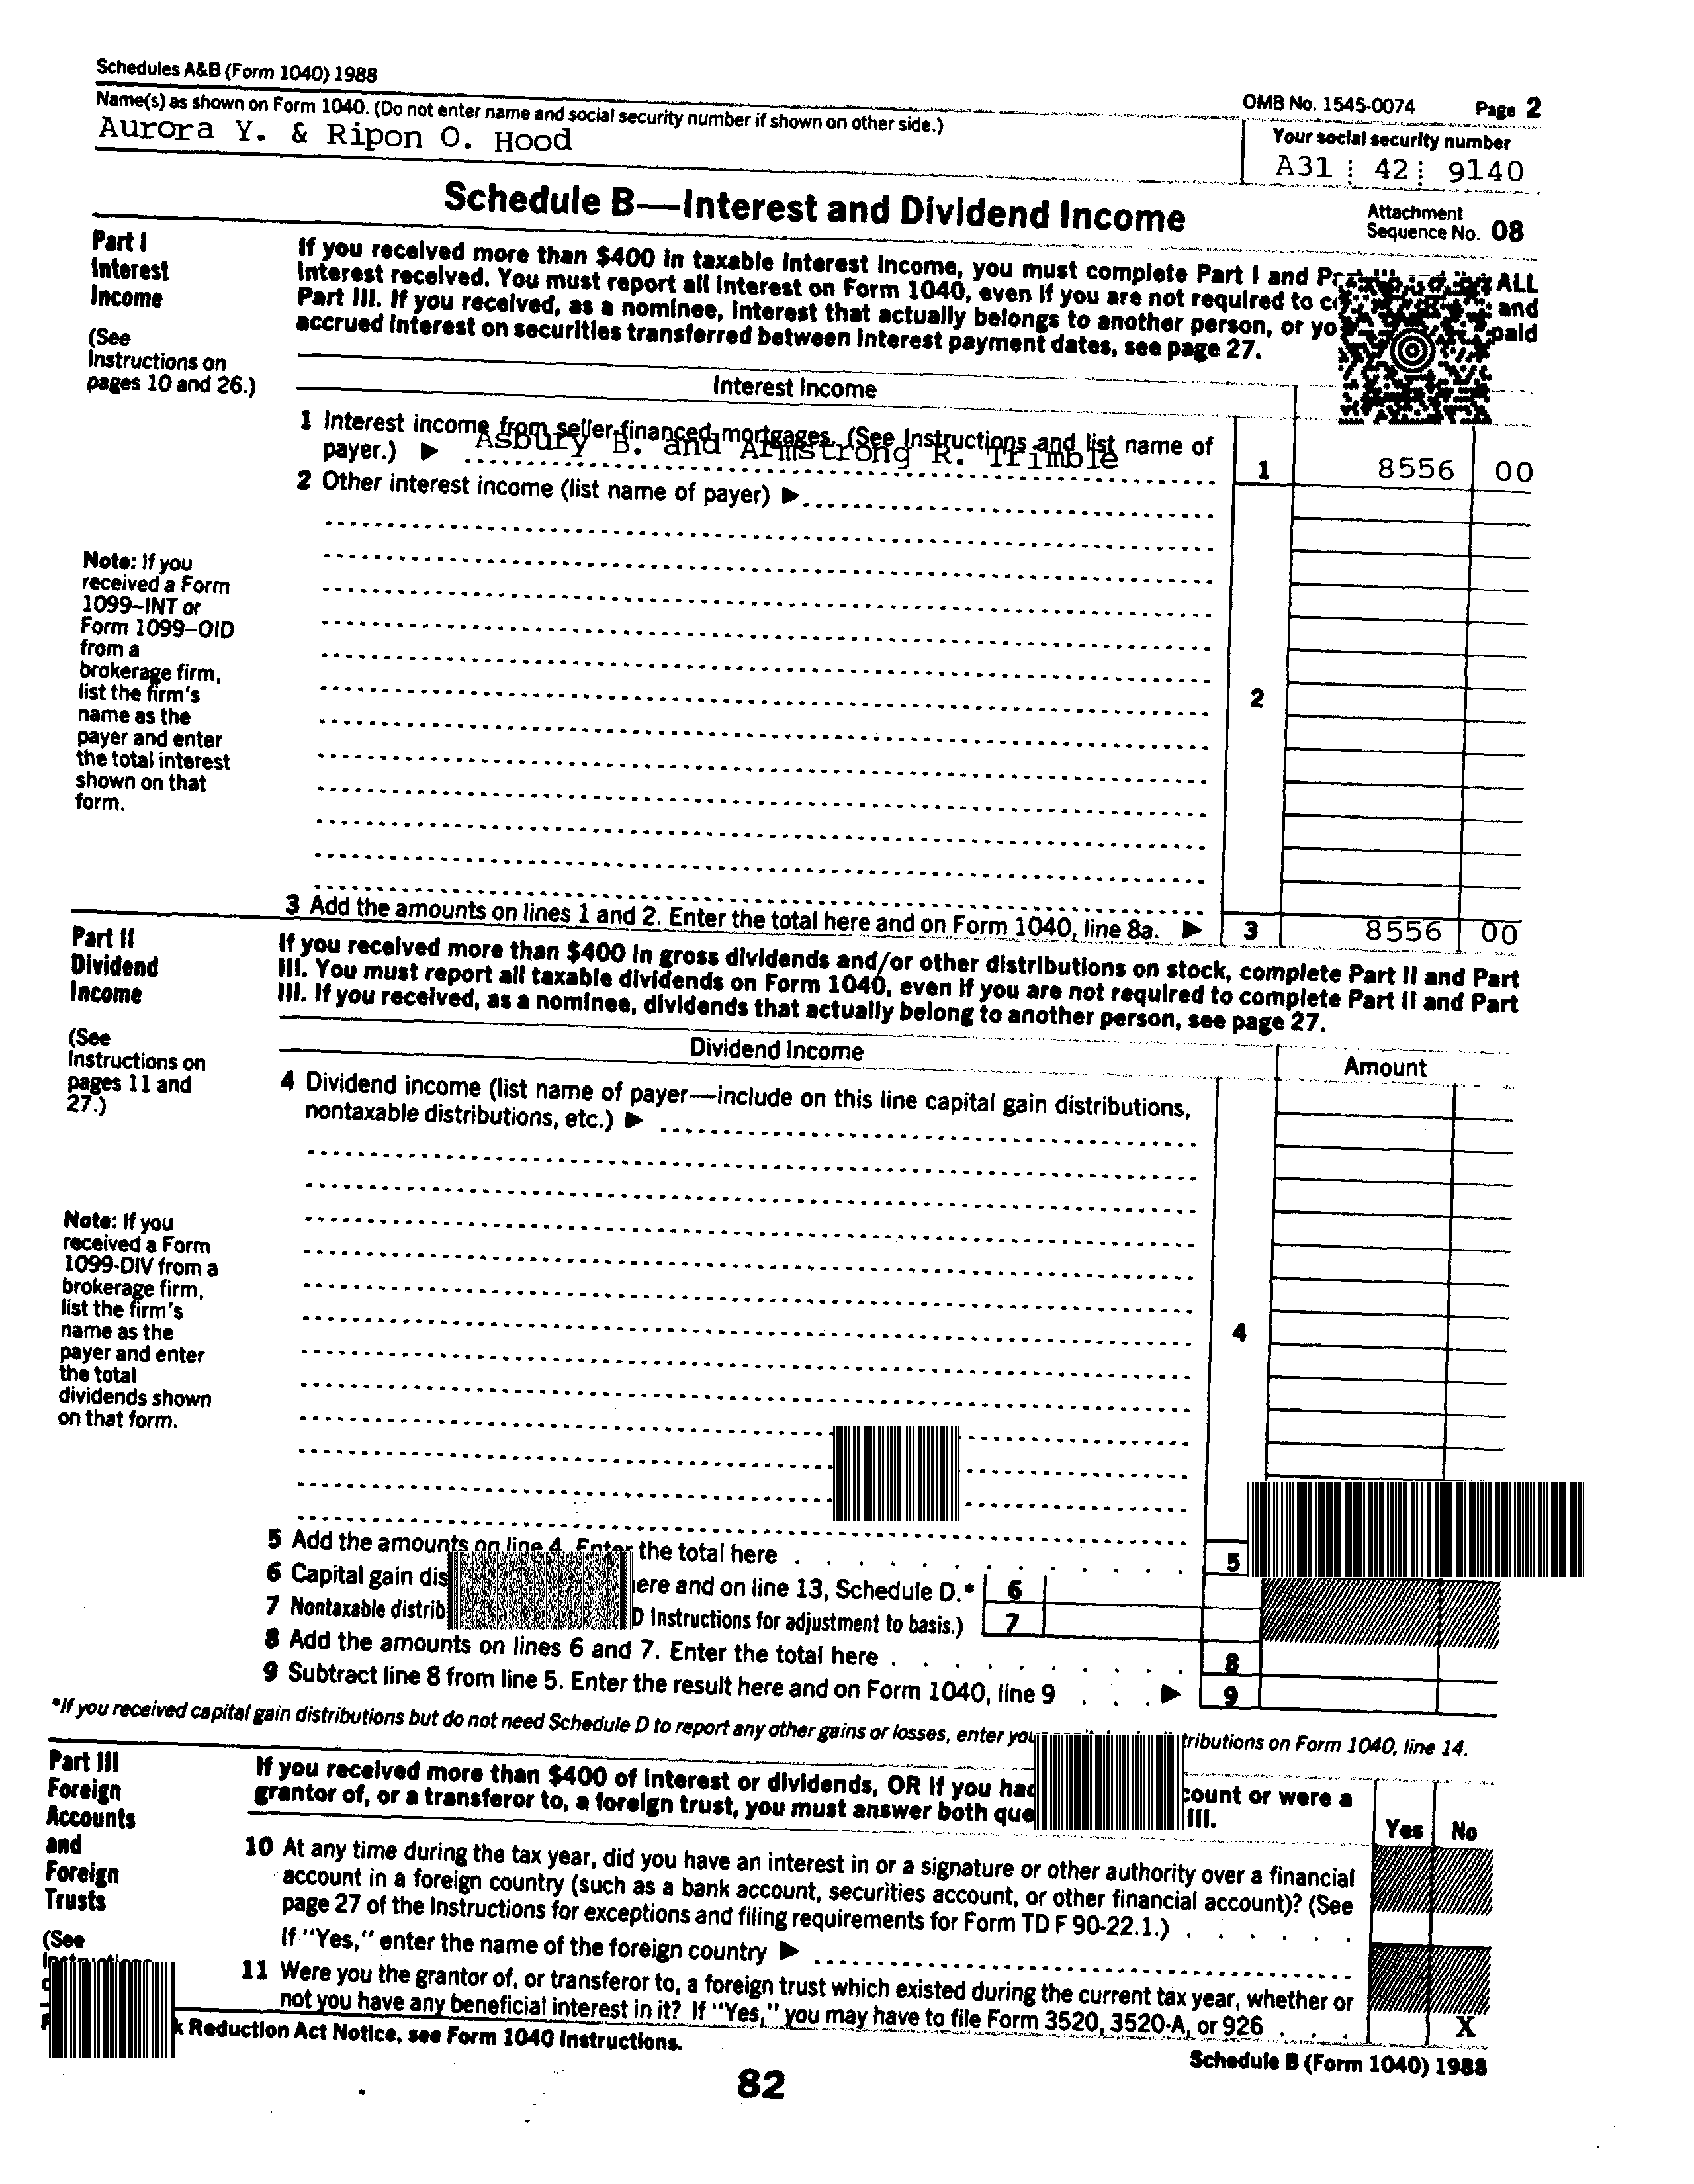 Schedules A&B (Form 1040) 1988
OMB No. 1545-0074 Page 2
Name(s) as shown on Form 1040. (Do not enter name and social security number if shown on other side.)
Your social security number
Aurora Y. & Ripon O. Hood
A31 42 9140
Schedule B—Interest and Dividend Income
Attachment
Sequence No. 08
Part I
Interest
Income
(See
Instructions on
pages 10 and 26.)
If you received more than $400 in taxable interest income, you must complete Part I and ALL
interest received. You must report all interest on Form 1040, even if you are not required to and
Part III. If you received, as a nominee, interest that actually belongs to another person, or paid
accrued interest on securities transferred between interest payment dates, see page 27.
Interest Income
1 Interest income from seller-financed mortgages. (See Instructions and list name of
payer.) ▶ Asbury B. and Armstrong R. Trimble
1 8556 00
2 Other interest income (list name of payer) ▶
Note: If you
received a Form
1099–INT or
Form 1099–OID
from a
brokerage firm,
list the firm's
name as the
payer and enter
the total interest
shown on that
form.
2
3 Add the amounts on lines 1 and 2. Enter the total here and on Form 1040, line 8a. ▶ 3 8556 00
Part II
Dividend
Income
(See
Instructions on
pages 11 and
27.)
If you received more than $400 in gross dividends and/or other distributions on stock, complete Part II and Part
III. You must report all taxable dividends on Form 1040, even if you are not required to complete Part II and Part
III. If you received, as a nominee, dividends that actually belong to another person, see page 27.
Dividend Income
Amount
4 Dividend income (list name of payer—include on this line capital gain distributions,
nontaxable distributions, etc.) ▶
Note: If you
received a Form
1099-DIV from a
brokerage firm,
list the firm's
name as the
payer and enter
the total
dividends shown
on that form.
4
5 Add the amounts on line 4. Enter the total here 5
6 Capital gain and on line 13, Schedule D.* 6
7 Nontaxable Instructions for adjustment to basis.) 7
8 Add the amounts on lines 6 and 7. Enter the total here 8
9 Subtract line 8 from line 5. Enter the result here and on Form 1040, line 9 ▶ 9
*If you received capital gain distributions but do not need Schedule D to report any other gains or losses, enter on Form 1040, line 14.
Part III
Foreign
Accounts
and
Foreign
Trusts
(See
If you received more than $400 of interest or dividends, OR if you or were a
grantor of, or a transferor to, a foreign trust, you must answer both III.
Yes No
10 At any time during the tax year, did you have an interest in or a signature or other authority over a financial
account in a foreign country (such as a bank account, securities account, or other financial account)? (See
page 27 of the Instructions for exceptions and filing requirements for Form TD F 90-22.1.)
If "Yes," enter the name of the foreign country ▶
11 Were you the grantor of, or transferor to, a foreign trust which existed during the current tax year, whether or
not you have any beneficial interest in it? If "Yes," you may have to file Form 3520, 3520-A, or 926 X
Reduction Act Notice, see Form 1040 Instructions.
Schedule B (Form 1040) 1988
82